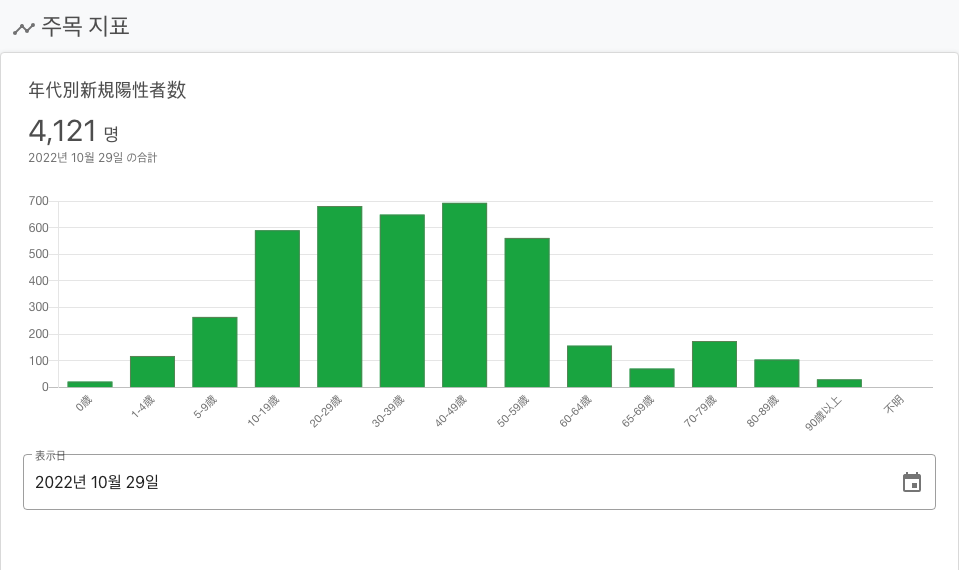 주목 지표
年代別新規陽性者数
4,121 명
2022년 10월 29일 の合計
700
600
500
400
300
200
100
0
0歳
1-4歳
5-9歳
10-19歳
20-29歳
30-39歳
40-49歳
50-59歳
60-64歳
65-69歳
70-79歳
80-89歳
90歳以上
不明
表示日
2022년 10월 29일